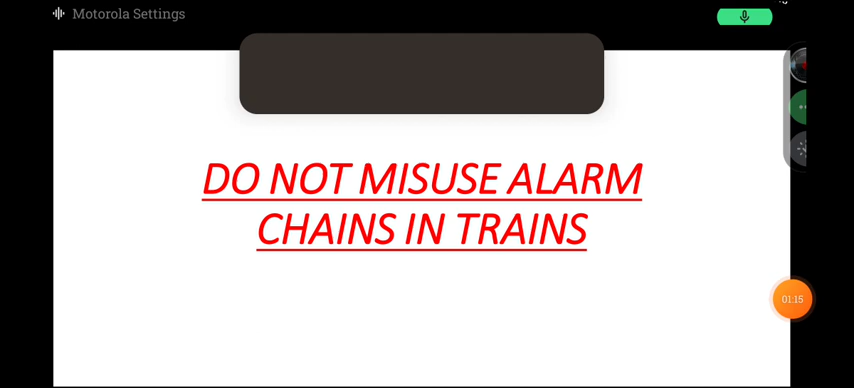 Motorola Settings
DO NOT MISUSE ALARM
CHAINS IN TRAINS
01:15